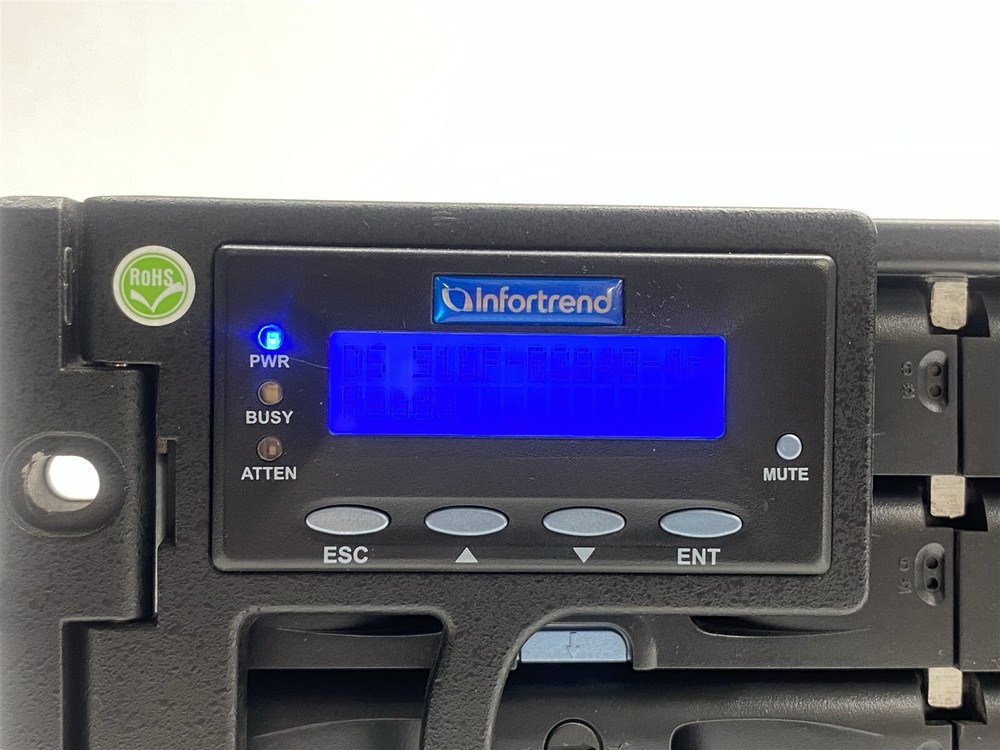 RoHS
Infortrend
PWR
BUSY
ATTEN
MUTE
ESC
ENT